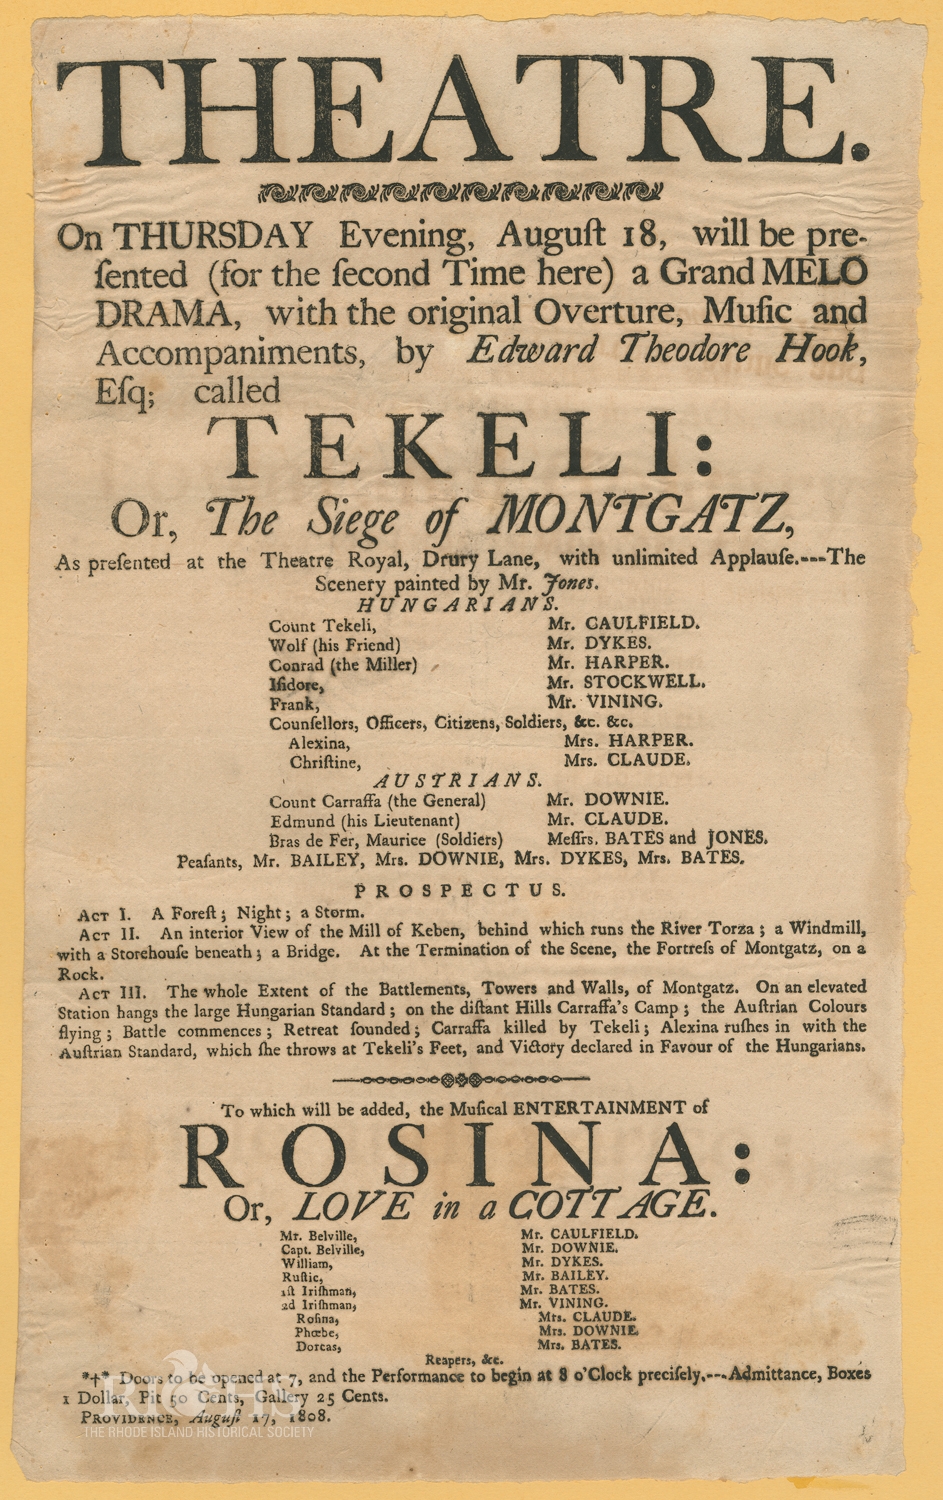 THEATRE.
On THURSDAY Evening, Auguſt 18, will be pre-
ſented (for the ſecond Time here) a Grand MELO
DRAMA, with the original Overture, Muſic and
Accompaniments, by Edward Theodore Hook,
Eſq; called
TEKELI:
Or, The Siege of MONTGATZ,
As preſented at the Theatre Royal, Drury Lane, with unlimited Applauſe.---The
Scenery painted by Mr. Jones.
HUNGARIANS.
Count Tekeli, Mr. CAULFIELD.
Wolf (his Friend) Mr. DYKES.
Conrad (the Miller) Mr. HARPER.
Iſidore, Mr. STOCKWELL.
Frank, Mr. VINING.
Counſellors, Officers, Citizens, Soldiers, &c. &c.
Alexina, Mrs. HARPER.
Chriſtine, Mrs. CLAUDE.
AUSTRIANS.
Count Carraffa (the General) Mr. DOWNIE.
Edmund (his Lieutenant) Mr. CLAUDE.
Bras de Fer, Maurice (Soldiers) Meſſrs. BATES and JONES.
Peaſants, Mr. BAILEY, Mrs. DOWNIE, Mrs. DYKES, Mrs. BATES.
PROSPECTUS.
ACT I. A Foreſt; Night; a Storm.
ACT II. An interior View of the Mill of Keben, behind which runs the River Torza; a Windmill,
with a Storehouſe beneath; a Bridge. At the Termination of the Scene, the Fortreſs of Montgatz, on a
Rock.
ACT III. The whole Extent of the Battlements, Towers and Walls, of Montgatz. On an elevated
Station hangs the large Hungarian Standard; on the diſtant Hills Carraffa's Camp; the Auſtrian Colours
flying; Battle commences; Retreat ſounded; Carraffa killed by Tekeli; Alexina ruſhes in with the
Auſtrian Standard, which ſhe throws at Tekeli's Feet, and Victory declared in Favour of the Hungarians.
To which will be added, the Muſical ENTERTAINMENT of
ROSINA:
Or, LOVE in a COTTAGE.
Mr. Belville, Mr. CAULFIELD.
Capt. Belville, Mr. DOWNIE.
William, Mr. DYKES.
Ruſtic, Mr. BAILEY.
1ſt Iriſhman, Mr. BATES.
2d Iriſhman, Mr. VINING.
Roſina, Mrs. CLAUDE.
Phœbe, Mrs. DOWNIE.
Dorcas, Mrs. BATES.
Reapers, &c.
*†* Doors to be opened at 7, and the Performance to begin at 8 o'Clock preciſely.---Admittance, Boxes
1 Dollar, Pit 50 Cents, Gallery 25 Cents.
PROVIDENCE, Auguſt 17, 1808.
RIHS
THE RHODE ISLAND HISTORICAL SOCIETY